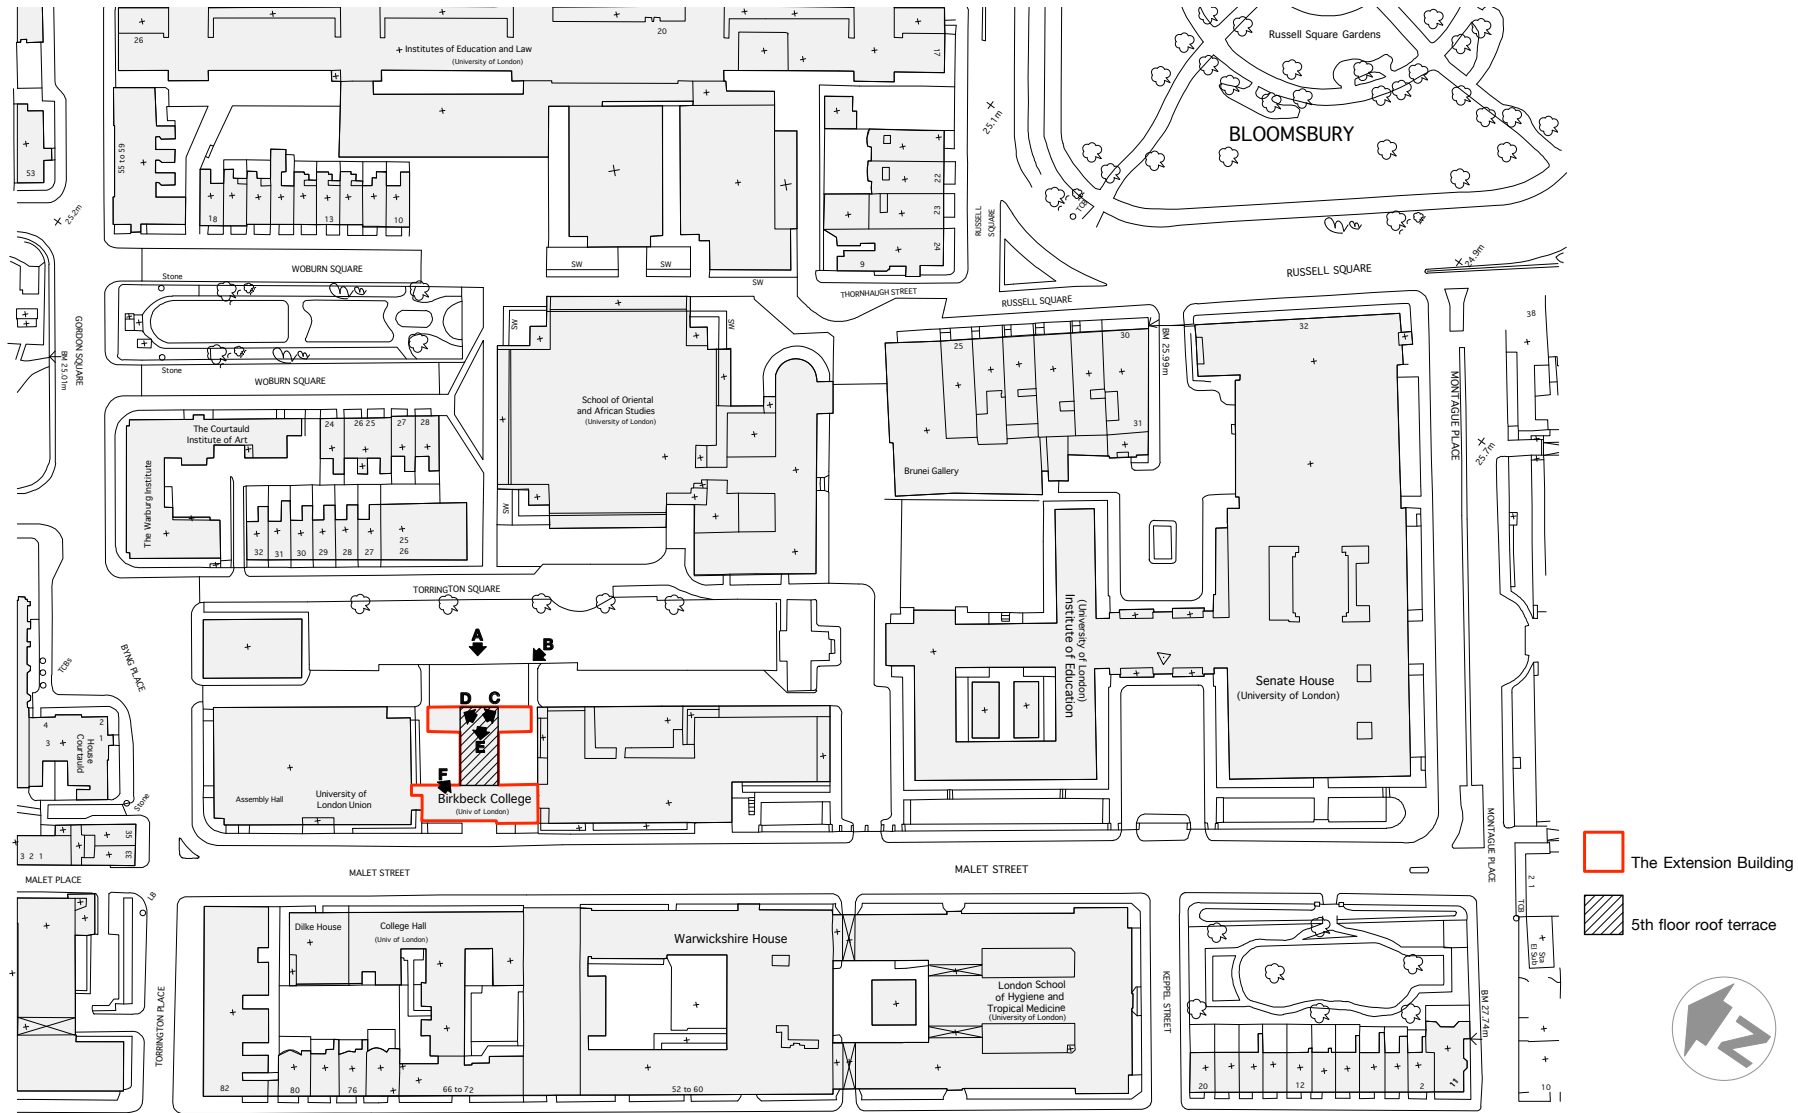 26
20
17
Institutes of Education and Law
(University of London)
Russell Square Gardens
BLOOMSBURY
25.1m
53
55 to 59
18
13
10
22
23
24
9
TCB
25.2m
RUSSELL
SQUARE
SW
SW
SW
THORNHAUGH STREET
RUSSELL SQUARE
RUSSELL SQUARE
24.9m
Stone
WOBURN SQUARE
Stone
WOBURN SQUARE
GORDON SQUARE
BM 25.01m
SW
SW
SW
School of Oriental
and African Studies
(University of London)
25
30
31
BM 25.99m
32
38
Brunei Gallery
MONTAGUE PLACE
25.7m
The Courtauld
Institute of Art
The Warburg Institute
24
26 25
27
28
32
31
30
29
28
27
25
26
TORRINGTON SQUARE
BYNG PLACE
TCBs
A
B
D
C
E
F
Institute of Education
(University of London)
Senate House
(University of London)
4
3
2
1
House
Courtauld
Stone
Assembly Hall
University of
London Union
Birkbeck College
(Univ of London)
35
33
3 2 1
MALET PLACE
MALET STREET
MALET STREET
MONTAGUE PLACE
The Extension Building
5th floor roof terrace
LB
Dilke House
College Hall
(Univ of London)
Warwickshire House
London School
of Hygiene and
Tropical Medicine
(University of London)
KEPPEL STREET
2 1
TCB
El Sub
Sta
BM 27.74m
TORRINGTON PLACE
82
80
76
66 to 72
52 to 60
20
12
2
11
10
Z